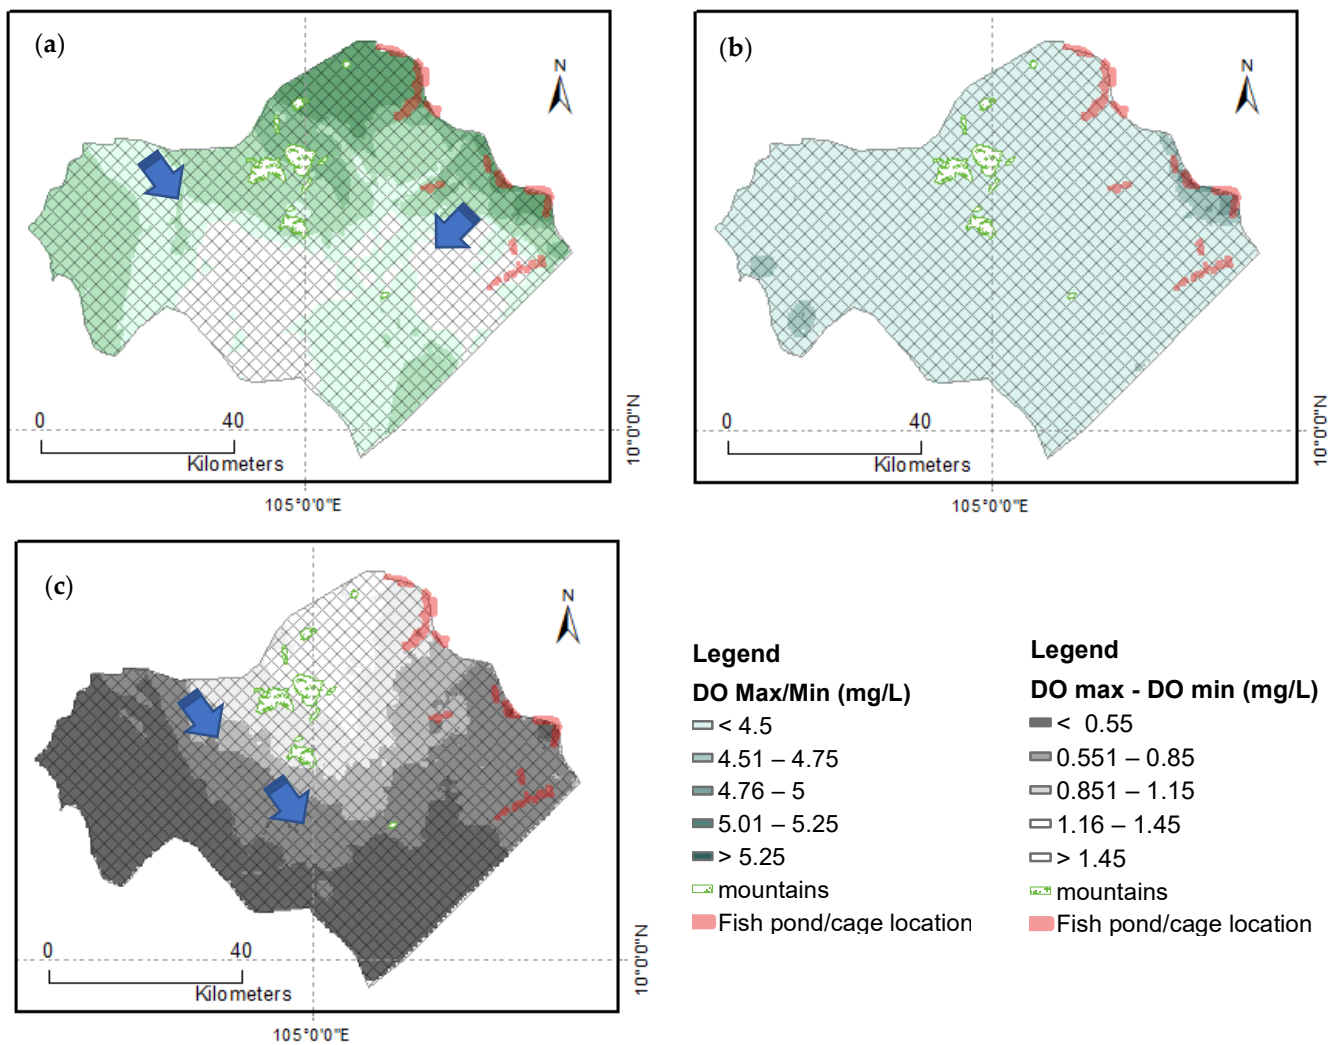 (a)
N
0 40
Kilometers
10°0'0"N
105°0'0"E
(b)
N
0 40
Kilometers
10°0'0"N
105°0'0"E
(c)
N
0 40
Kilometers
10°0'0"N
105°0'0"E
Legend
DO Max/Min (mg/L)
< 4.5
4.51 – 4.75
4.76 – 5
5.01 – 5.25
> 5.25
mountains
Fish pond/cage location
Legend
DO max - DO min (mg/L)
< 0.55
0.551 – 0.85
0.851 – 1.15
1.16 – 1.45
> 1.45
mountains
Fish pond/cage location